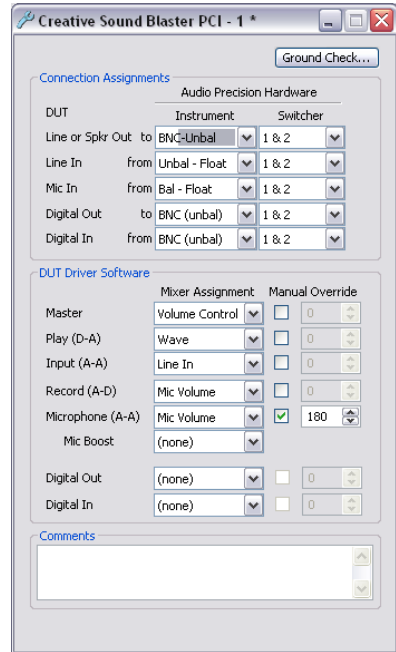 Creative Sound Blaster PCI - 1 *
Ground Check...
Connection Assignments
Audio Precision Hardware
DUT Instrument Switcher
Line or Spkr Out to BNC-Unbal 1 & 2
Line In from Unbal - Float 1 & 2
Mic In from Bal - Float 1 & 2
Digital Out to BNC (unbal) 1 & 2
Digital In from BNC (unbal) 1 & 2
DUT Driver Software
Mixer Assignment Manual Override
Master Volume Control 0
Play (D-A) Wave 0
Input (A-A) Line In 0
Record (A-D) Mic Volume 0
Microphone (A-A) Mic Volume 180
Mic Boost (none)
Digital Out (none) 0
Digital In (none) 0
Comments